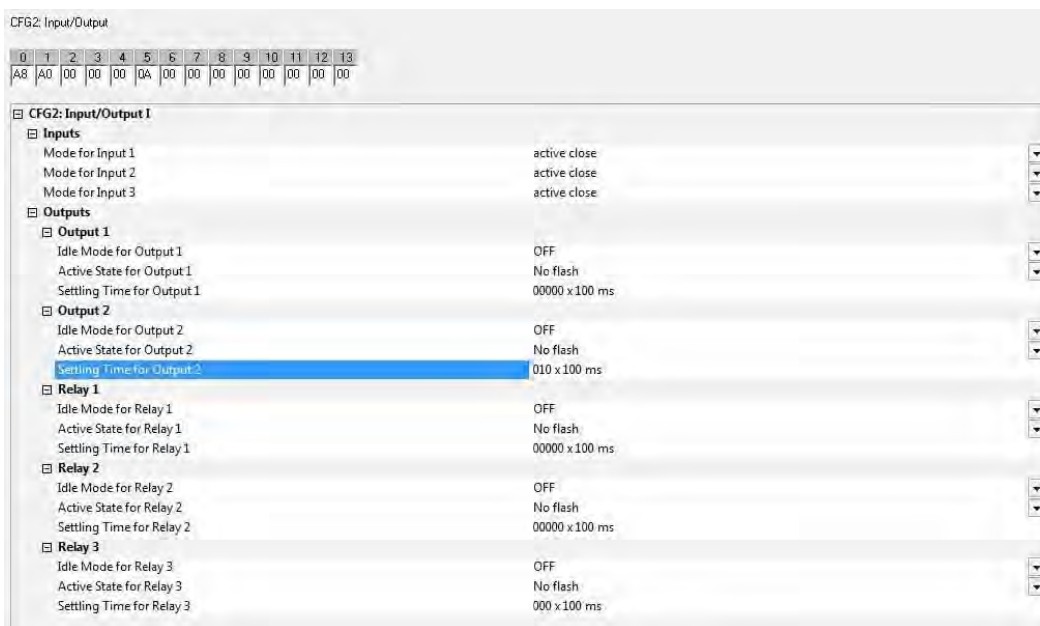 CFG2: Input/Output
0 1 2 3 4 5 6 7 8 9 10 11 12 13
A8 A0 00 00 00 0A 00 00 00 00 00 00 00 00
CFG2: Input/Output I
Inputs
Mode for Input 1 active close
Mode for Input 2 active close
Mode for Input 3 active close
Outputs
Output 1
Idle Mode for Output 1 OFF
Active State for Output 1 No flash
Settling Time for Output 1 00000 x 100 ms
Output 2
Idle Mode for Output 2 OFF
Active State for Output 2 No flash
Settling Time for Output 2 010 x 100 ms
Relay 1
Idle Mode for Relay 1 OFF
Active State for Relay 1 No flash
Settling Time for Relay 1 00000 x 100 ms
Relay 2
Idle Mode for Relay 2 OFF
Active State for Relay 2 No flash
Settling Time for Relay 2 00000 x 100 ms
Relay 3
Idle Mode for Relay 3 OFF
Active State for Relay 3 No flash
Settling Time for Relay 3 000 x 100 ms